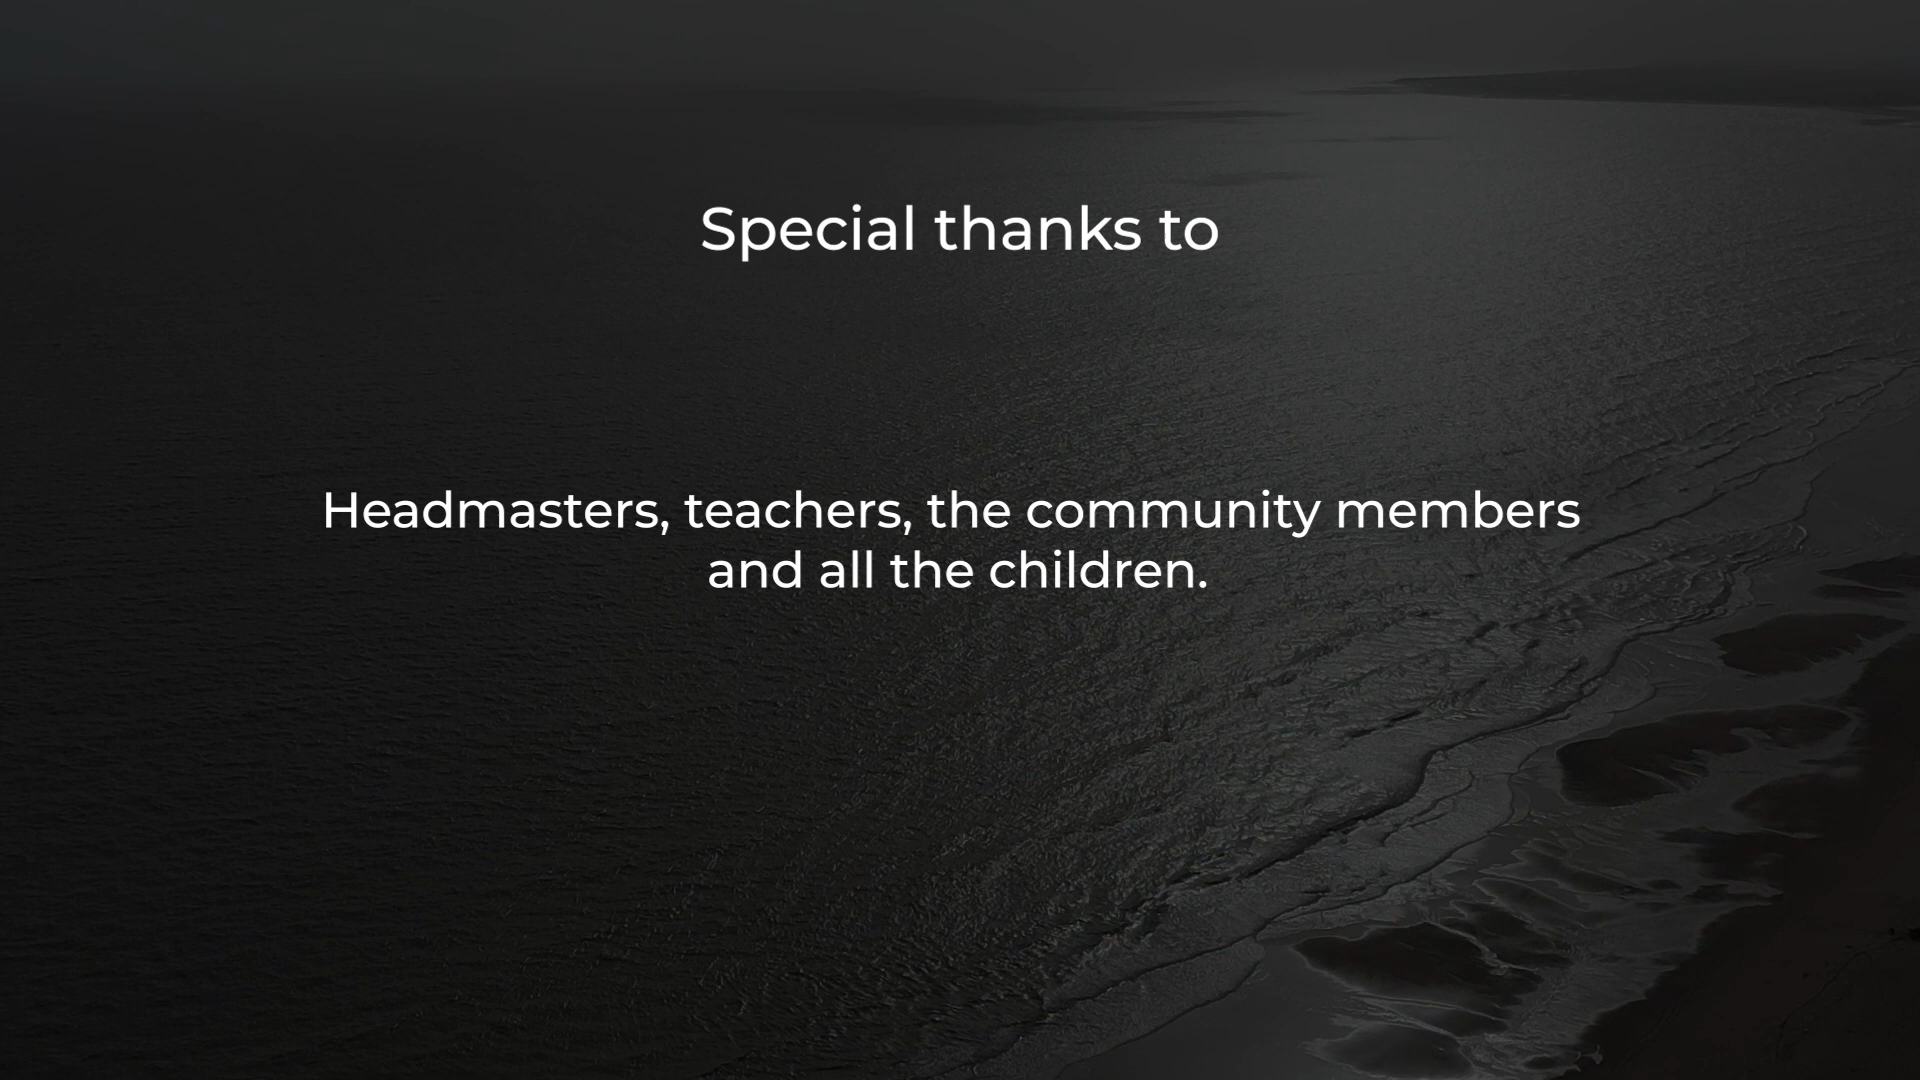 Special thanks to
Headmasters, teachers, the community members
and all the children.